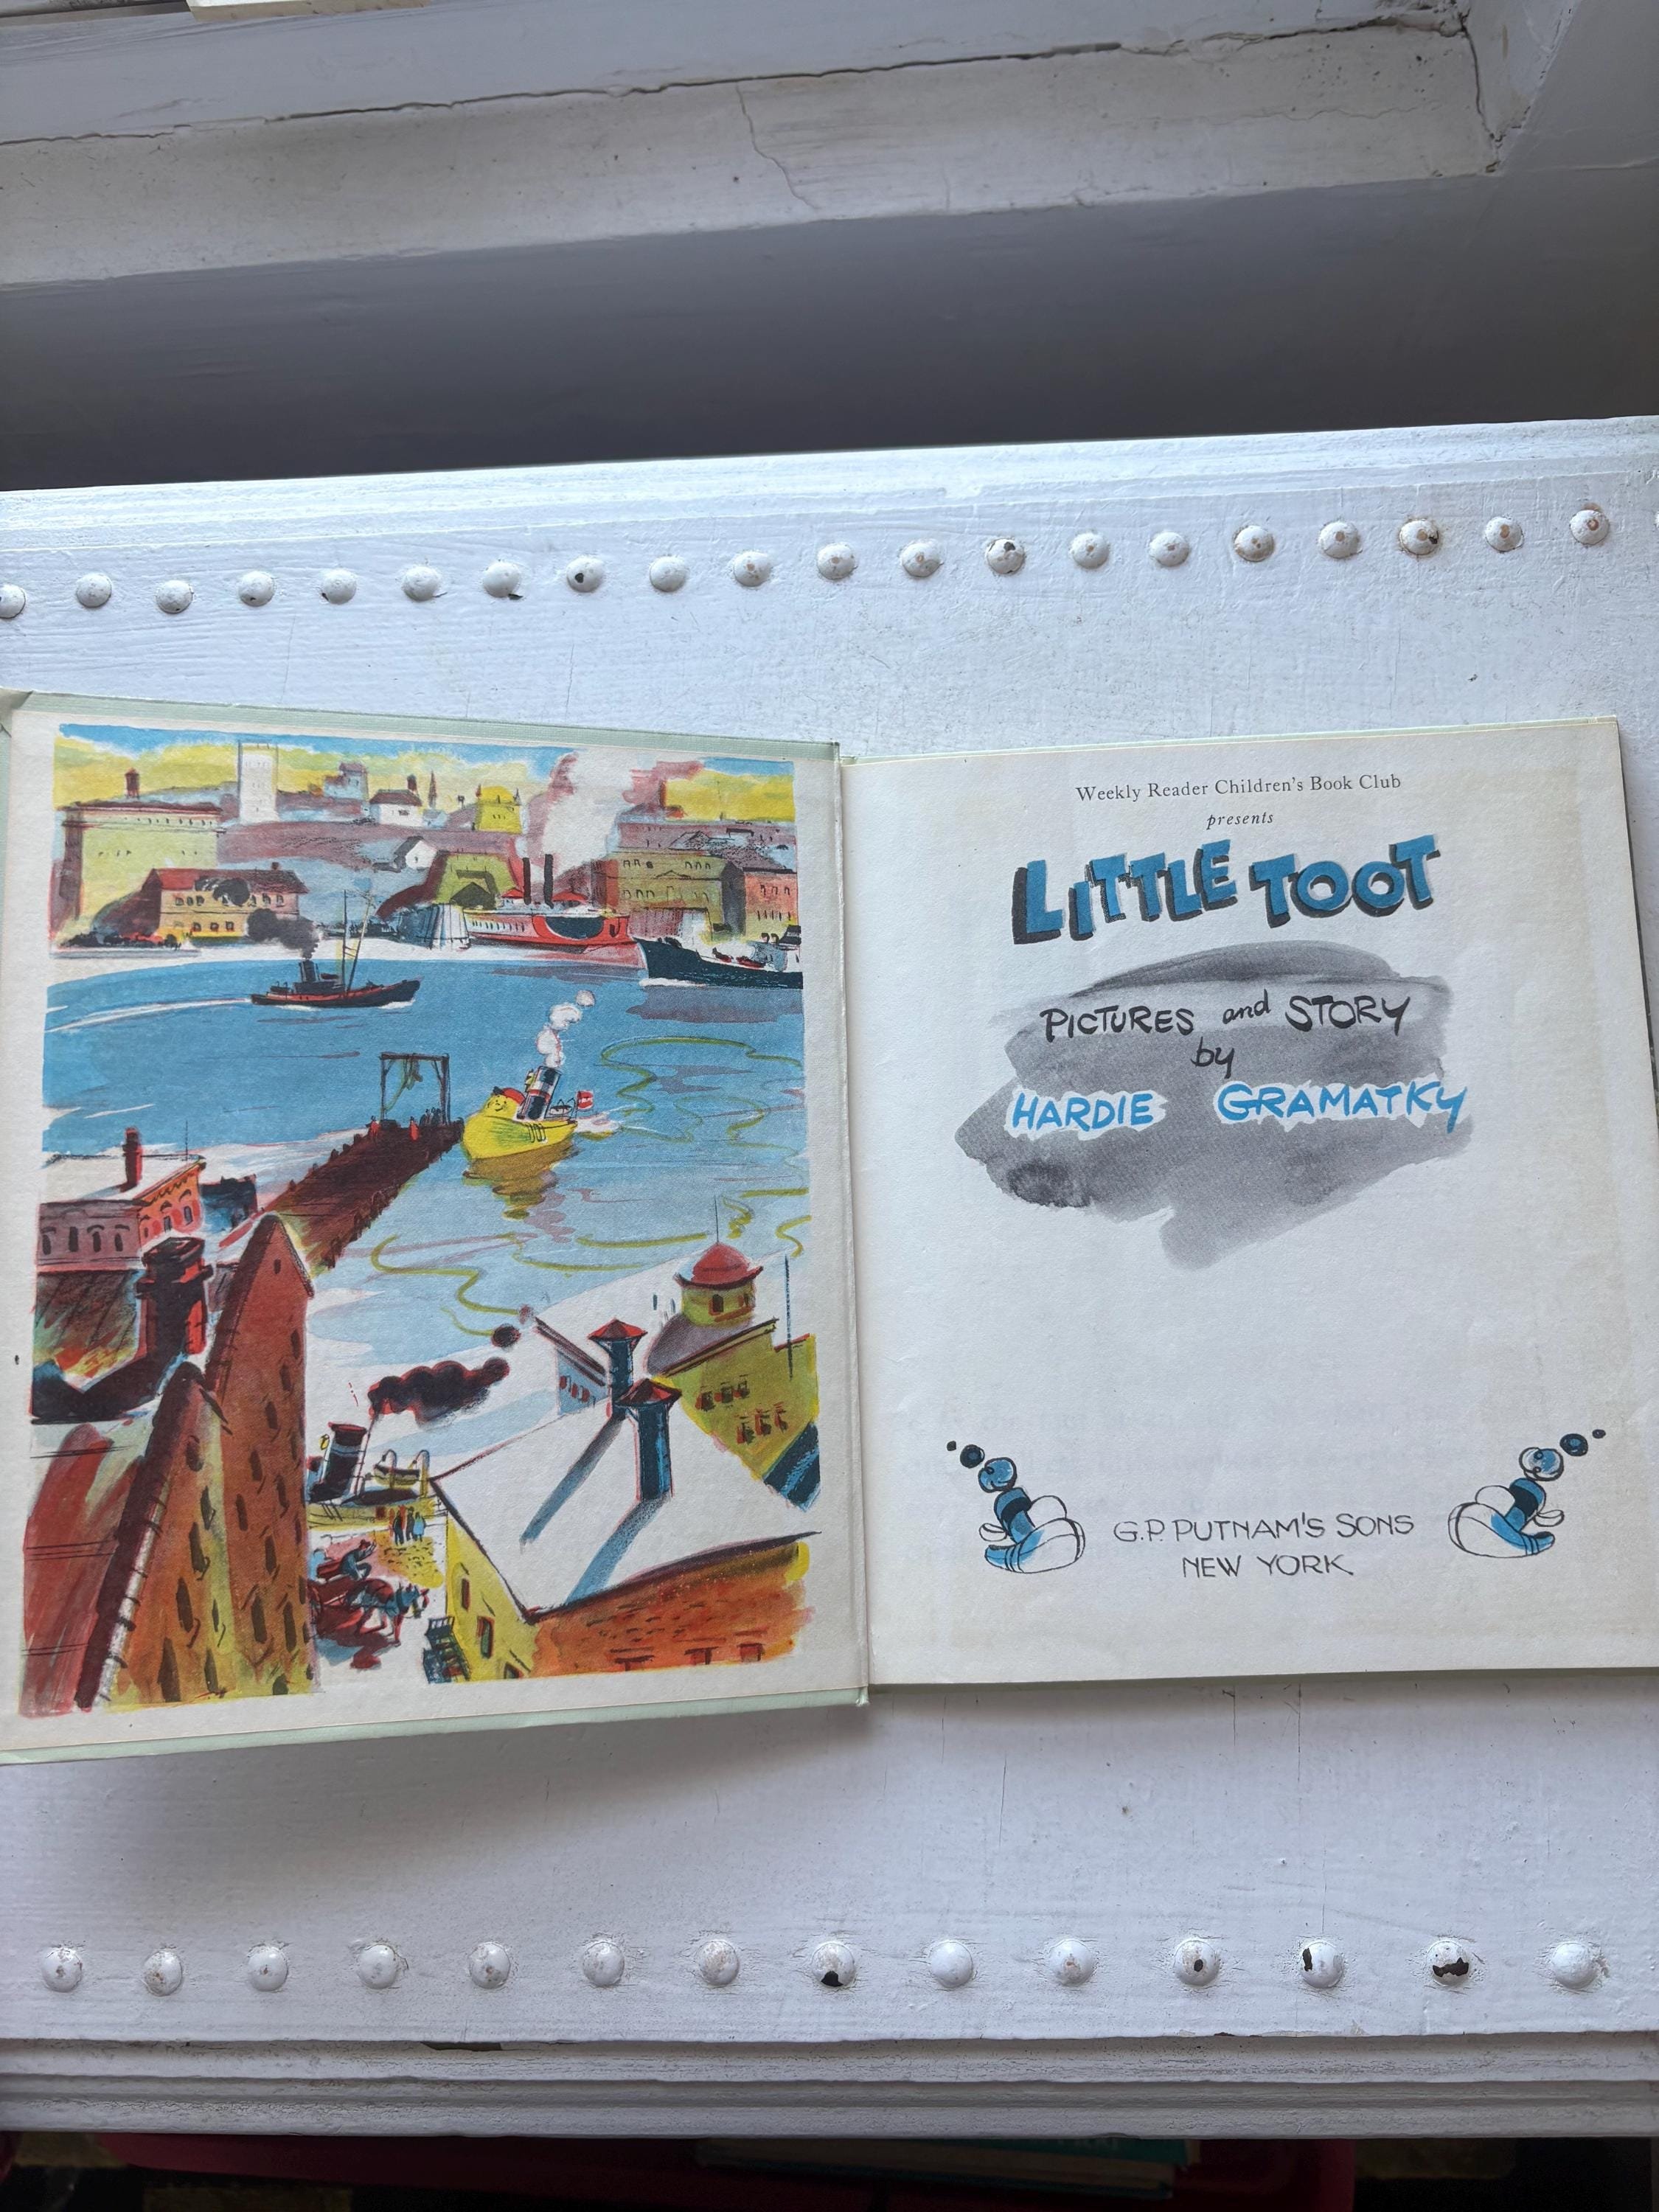 Weekly Reader Children's Book Club
presents
LITTLE TOOT
PICTURES and STORY
by
HARDIE GRAMATKY
G.P. PUTNAM'S SONS
NEW YORK